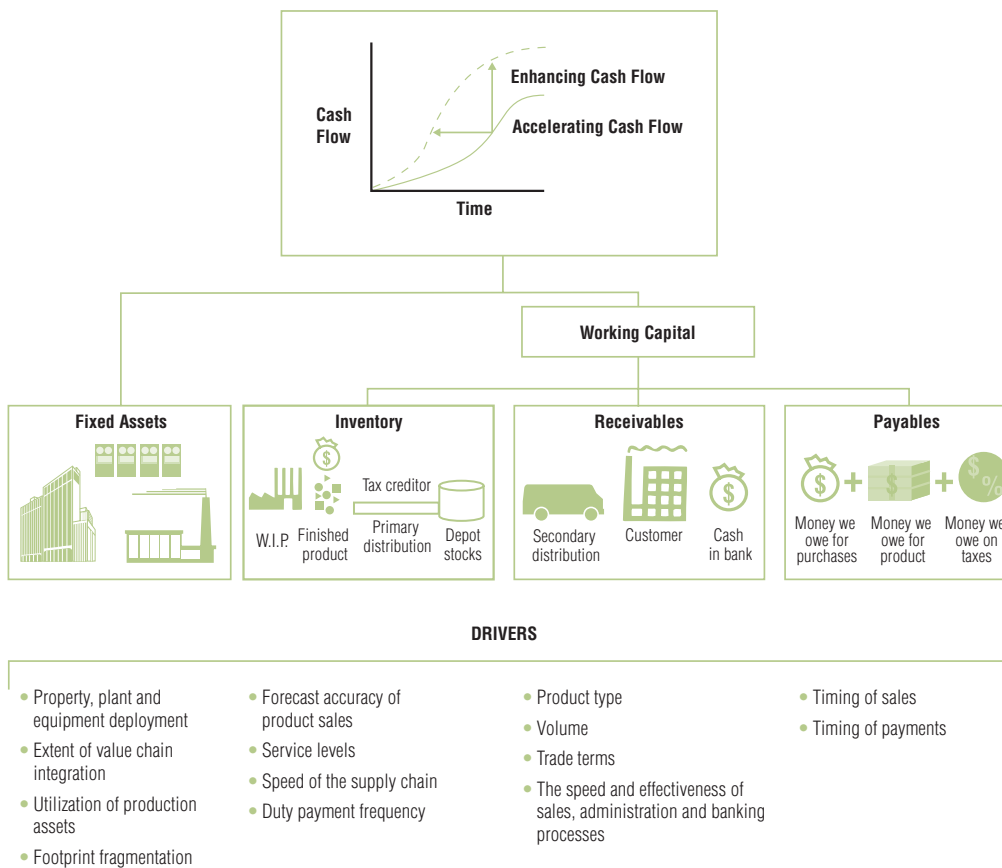 Cash
Flow
Enhancing Cash Flow
Accelerating Cash Flow
Time
Working Capital
Fixed Assets
Inventory
$
W.I.P.
Finished
product
Tax creditor
Primary
distribution
Depot
stocks
Receivables
Secondary
distribution
Customer
$
Cash
in bank
Payables
$
+
$
+
$
%
Money we
owe for
purchases
Money we
owe for
product
Money we
owe on
taxes
DRIVERS
• Property, plant and
equipment deployment
• Extent of value chain
integration
• Utilization of production
assets
• Footprint fragmentation
• Forecast accuracy of
product sales
• Service levels
• Speed of the supply chain
• Duty payment frequency
• Product type
• Volume
• Trade terms
• The speed and effectiveness of
sales, administration and banking
processes
• Timing of sales
• Timing of payments